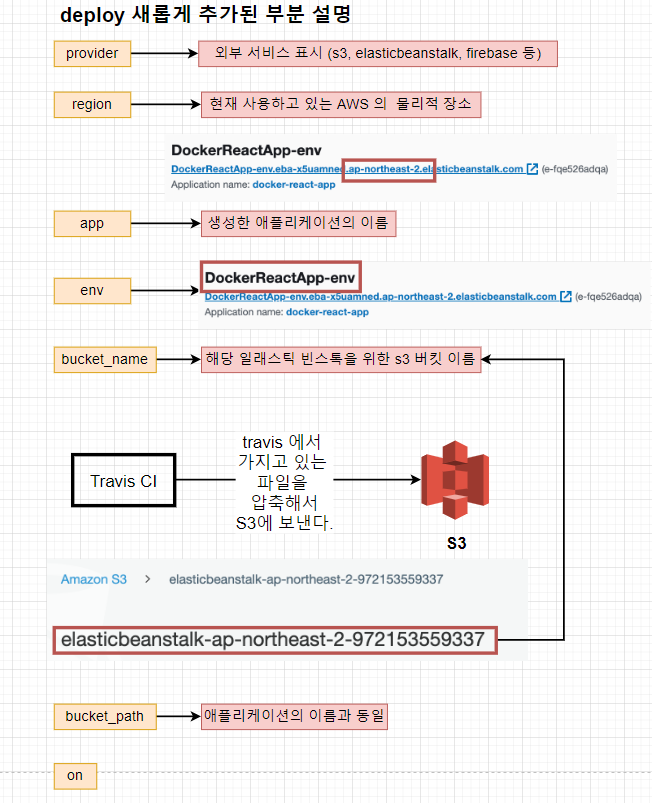 deploy 새롭게 추가된 부분 설명
provider
외부 서비스 표시 (s3, elasticbeanstalk, firebase 등)
region
현재 사용하고 있는 AWS 의 물리적 장소
DockerReactApp-env
DockerReactApp-env.eba-x5uamned.ap-northeast-2.elasticbeanstalk.com (e-fqe526adqa)
Application name: docker-react-app
app
생성한 애플리케이션의 이름
env
DockerReactApp-env
DockerReactApp-env.eba-x5uamned.ap-northeast-2.elasticbeanstalk.com (e-fqe526adqa)
Application name: docker-react-app
bucket_name
해당 일래스틱 빈스톡을 위한 s3 버킷 이름
Travis CI
travis 에서
가지고 있는
파일을
압축해서
S3에 보낸다.
S3
Amazon S3 > elasticbeanstalk-ap-northeast-2-972153559337
elasticbeanstalk-ap-northeast-2-972153559337
bucket_path
애플리케이션의 이름과 동일
on